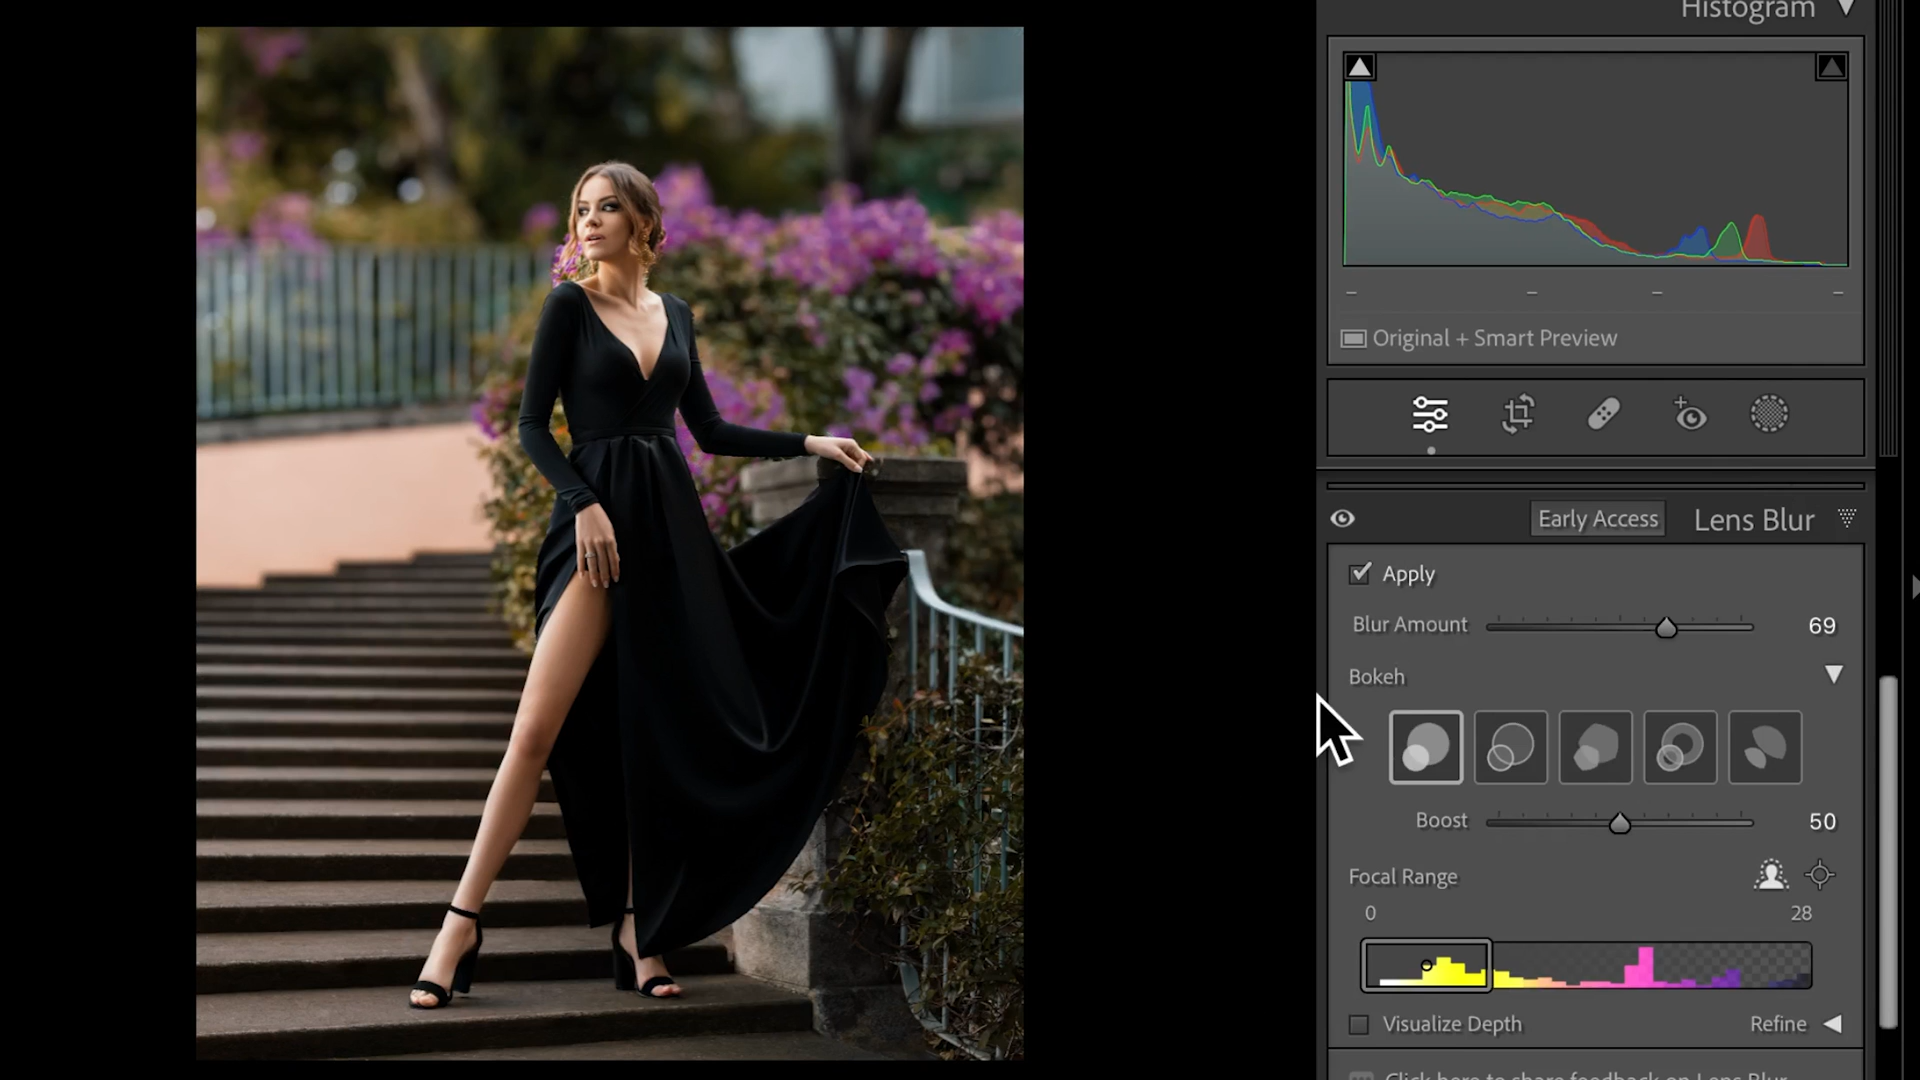 Histogram
– – – –
Original + Smart Preview
Early Access Lens Blur
Apply
Blur Amount 69
Bokeh
Boost 50
Focal Range
0 28
Visualize Depth Refine
Click here to share feedback on Lens Blur